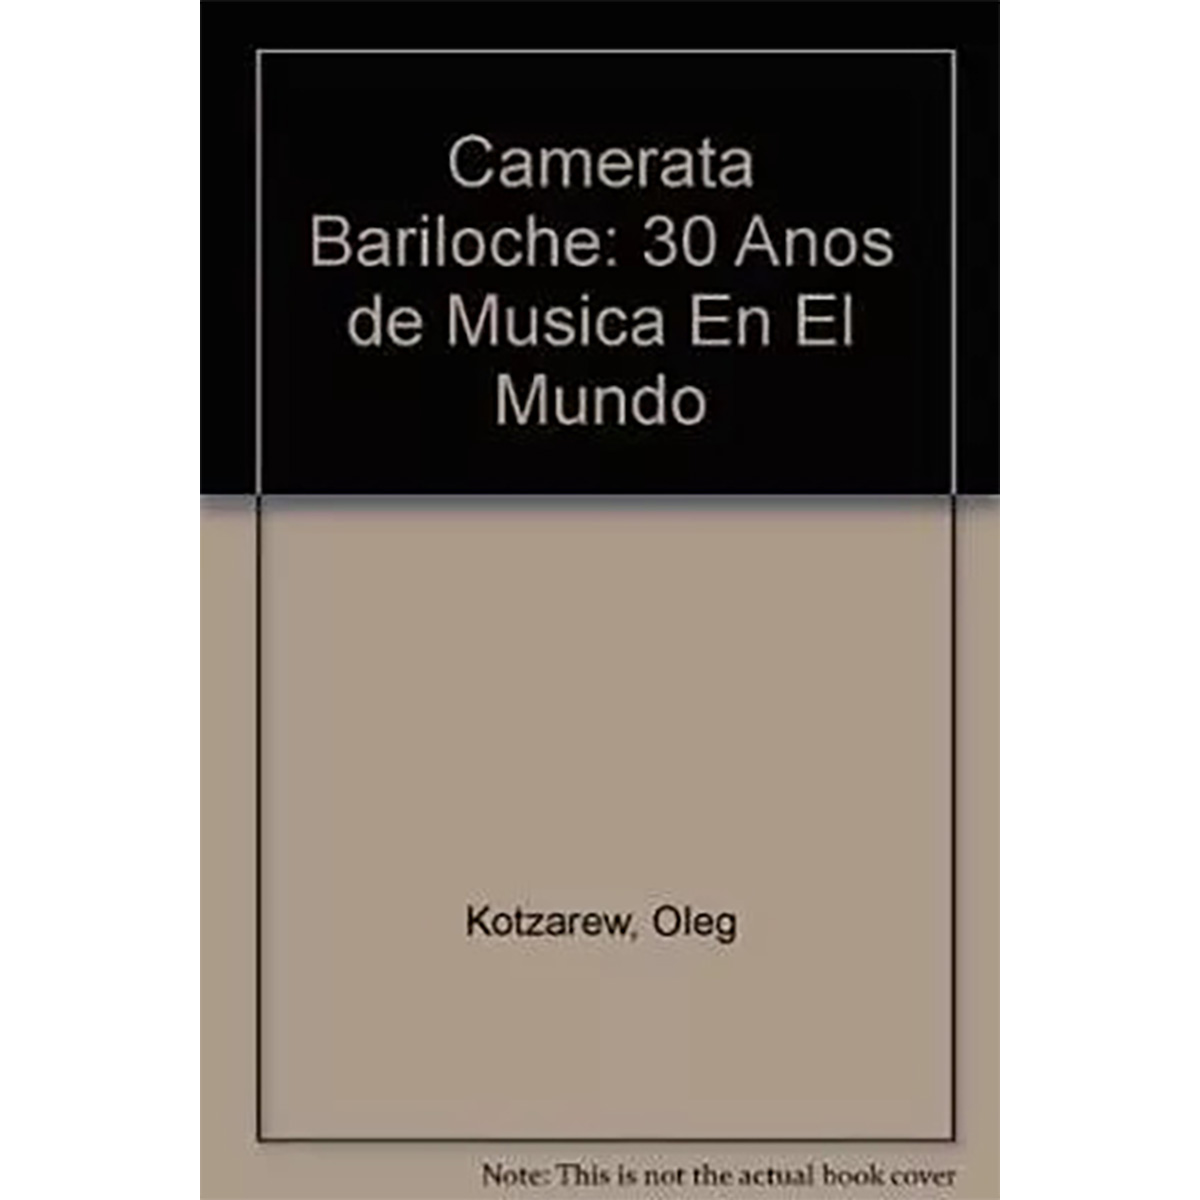 Camerata
Bariloche: 30 Anos
de Musica En El
Mundo
Kotzarew, Oleg
Note: This is not the actual book cover